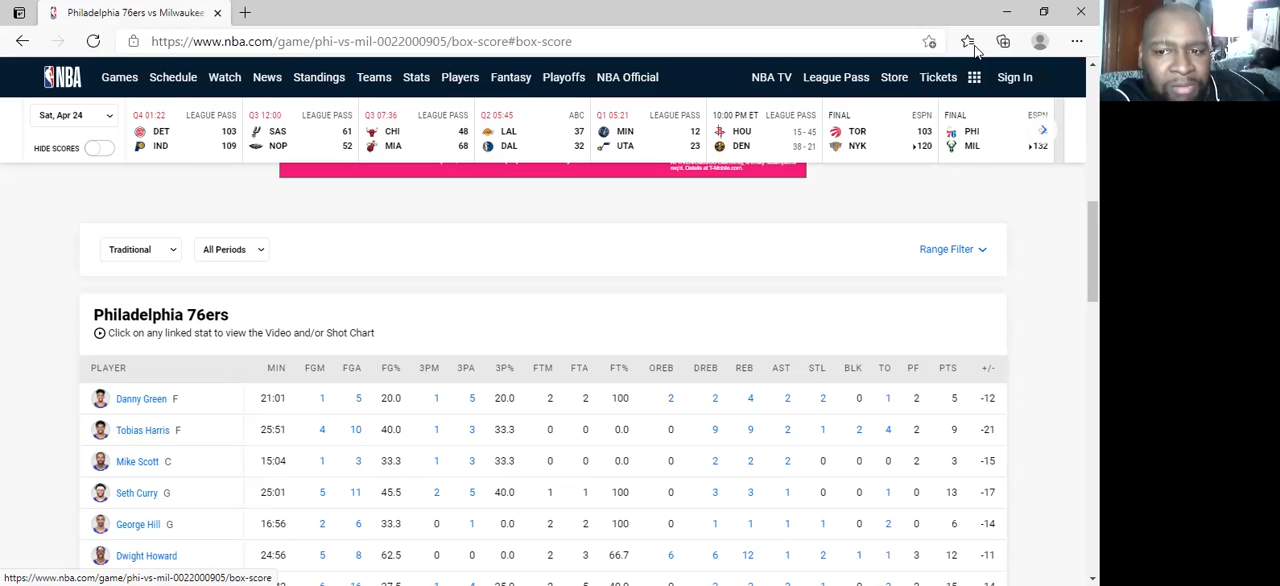 Philadelphia 76ers vs Milwaukee
https://www.nba.com/game/phi-vs-mil-0022000905/box-score#box-score
NBA Games Schedule Watch News Standings Teams Stats Players Fantasy Playoffs NBA Official NBA TV League Pass Store Tickets Sign In
Sat, Apr 24
HIDE SCORES
Q4 01:22 LEAGUE PASS
DET 103
IND 109
Q3 12:00 LEAGUE PASS
SAS 61
NOP 52
Q3 07:36 LEAGUE PASS
CHI 48
MIA 68
Q2 05:45 ABC
LAL 37
DAL 32
Q1 05:21 LEAGUE PASS
MIN 12
UTA 23
10:00 PM ET LEAGUE PASS
HOU 15 - 45
DEN 38 - 21
FINAL ESPN
TOR 103
NYK 120
FINAL ESPN
PHI
MIL 132
Traditional All Periods Range Filter
Philadelphia 76ers
Click on any linked stat to view the Video and/or Shot Chart
PLAYER MIN FGM FGA FG% 3PM 3PA 3P% FTM FTA FT% OREB DREB REB AST STL BLK TO PF PTS +/-
Danny Green F 21:01 1 5 20.0 1 5 20.0 2 2 100 2 2 4 2 2 0 1 2 5 -12
Tobias Harris F 25:51 4 10 40.0 1 3 33.3 0 0 0.0 0 9 9 2 1 2 4 2 9 -21
Mike Scott C 15:04 1 3 33.3 1 3 33.3 0 0 0.0 0 2 2 2 0 0 0 2 3 -15
Seth Curry G 25:01 5 11 45.5 2 5 40.0 1 1 100 0 3 3 1 0 0 1 0 13 -17
George Hill G 16:56 2 6 33.3 0 1 0.0 2 2 100 0 1 1 1 1 0 2 0 6 -14
Dwight Howard 24:56 5 8 62.5 0 0 0.0 2 3 66.7 6 6 12 1 2 1 1 3 12 -11
https://www.nba.com/game/phi-vs-mil-0022000905/box-score